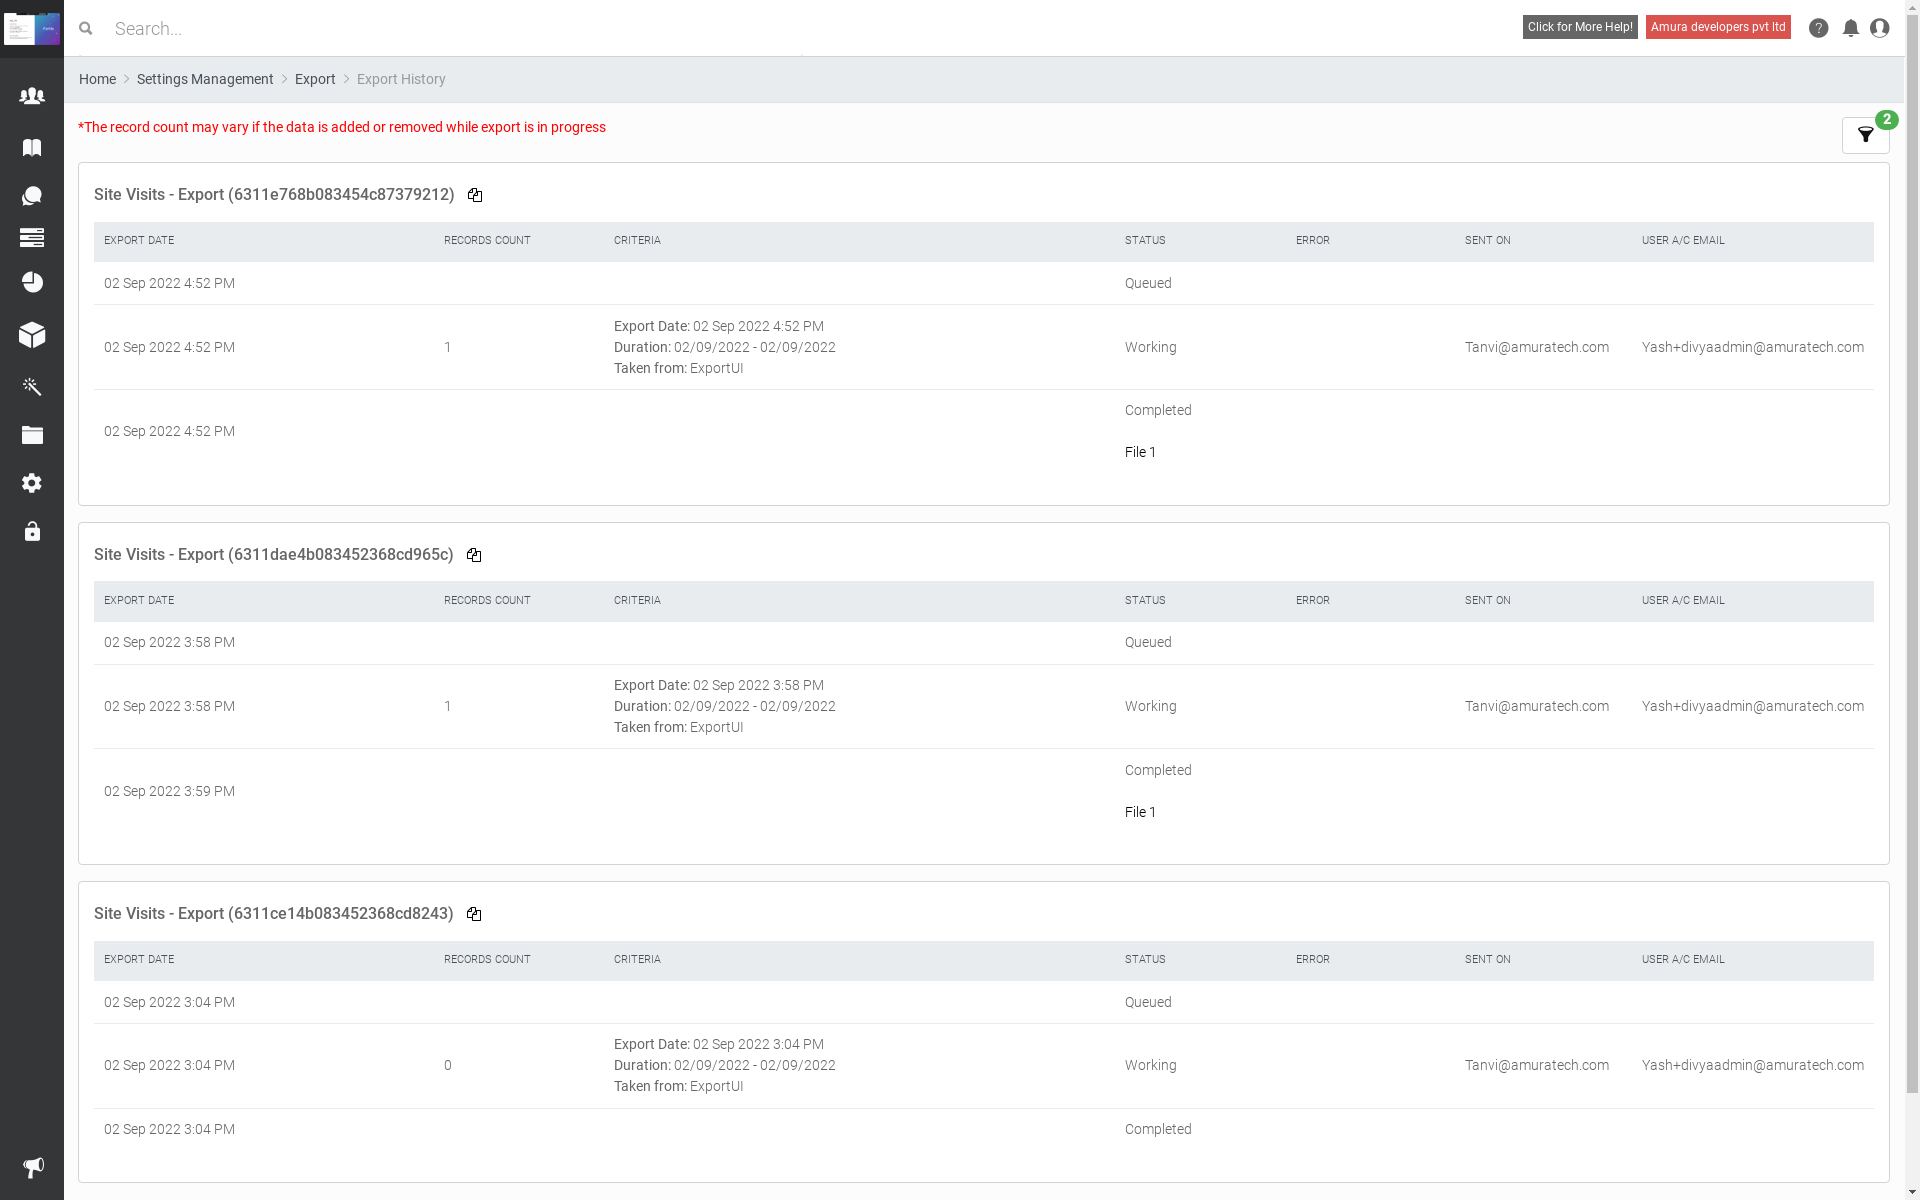 Search...
Click for More Help!
Amura developers pvt ltd
?
Home
Settings Management
Export
Export History
*The record count may vary if the data is added or removed while export is in progress
2
Site Visits - Export (6311e768b083454c87379212)
EXPORT DATE RECORDS COUNT CRITERIA STATUS ERROR SENT ON USER A/C EMAIL
02 Sep 2022 4:52 PM Queued
Export Date: 02 Sep 2022 4:52 PM
02 Sep 2022 4:52 PM 1 Duration: 02/09/2022 - 02/09/2022 Working Tanvi@amuratech.com Yash+divyaadmin@amuratech.com
Taken from: ExportUI
Completed
02 Sep 2022 4:52 PM
File 1
Site Visits - Export (6311dae4b083452368cd965c)
EXPORT DATE RECORDS COUNT CRITERIA STATUS ERROR SENT ON USER A/C EMAIL
02 Sep 2022 3:58 PM Queued
Export Date: 02 Sep 2022 3:58 PM
02 Sep 2022 3:58 PM 1 Duration: 02/09/2022 - 02/09/2022 Working Tanvi@amuratech.com Yash+divyaadmin@amuratech.com
Taken from: ExportUI
Completed
02 Sep 2022 3:59 PM
File 1
Site Visits - Export (6311ce14b083452368cd8243)
EXPORT DATE RECORDS COUNT CRITERIA STATUS ERROR SENT ON USER A/C EMAIL
02 Sep 2022 3:04 PM Queued
Export Date: 02 Sep 2022 3:04 PM
02 Sep 2022 3:04 PM 0 Duration: 02/09/2022 - 02/09/2022 Working Tanvi@amuratech.com Yash+divyaadmin@amuratech.com
Taken from: ExportUI
02 Sep 2022 3:04 PM Completed